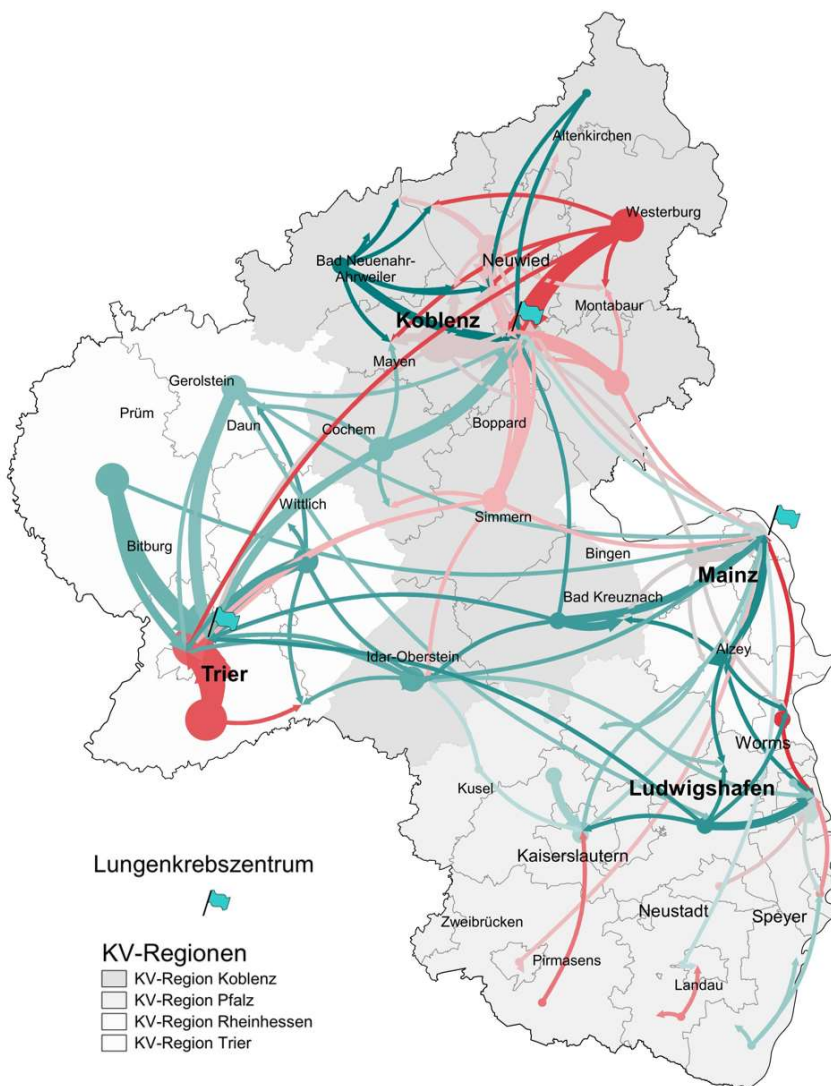 Altenkirchen
Westerburg
Bad Neuenahr-
Ahrweiler
Neuwied
Koblenz
Montabaur
Mayen
Gerolstein
Prüm
Daun
Cochem
Boppard
Wittlich
Simmern
Bitburg
Bingen
Mainz
Bad Kreuznach
Trier
Idar-Oberstein
Alzey
Worms
Kusel
Ludwigshafen
Kaiserslautern
Lungenkrebszentrum
Zweibrücken
Neustadt
Speyer
Pirmasens
Landau
KV-Regionen
KV-Region Koblenz
KV-Region Pfalz
KV-Region Rheinhessen
KV-Region Trier